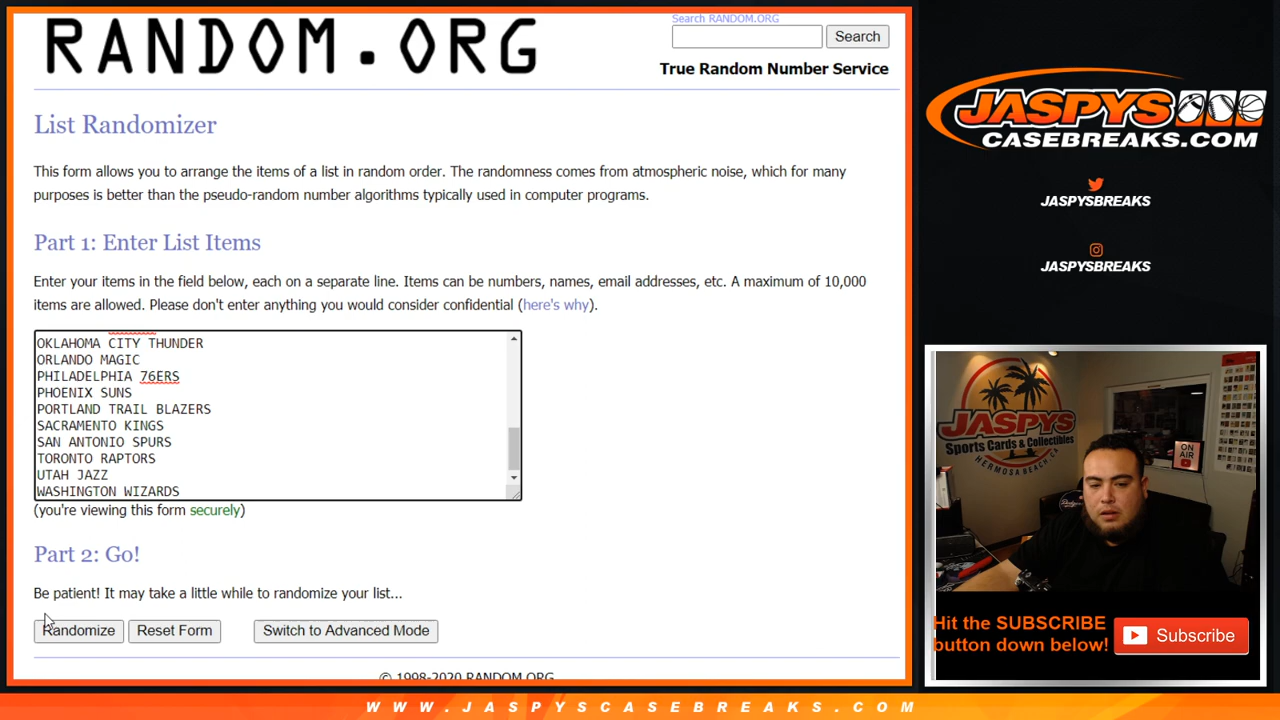 RANDOM.ORG
Search RANDOM.ORG
Search
True Random Number Service
List Randomizer
This form allows you to arrange the items of a list in random order. The randomness comes from atmospheric noise, which for many
purposes is better than the pseudo-random number algorithms typically used in computer programs.
Part 1: Enter List Items
Enter your items in the field below, each on a separate line. Items can be numbers, names, email addresses, etc. A maximum of 10,000
items are allowed. Please don't enter anything you would consider confidential (here's why).
OKLAHOMA CITY THUNDER
ORLANDO MAGIC
PHILADELPHIA 76ERS
PHOENIX SUNS
PORTLAND TRAIL BLAZERS
SACRAMENTO KINGS
SAN ANTONIO SPURS
TORONTO RAPTORS
UTAH JAZZ
WASHINGTON WIZARDS
(you're viewing this form securely)
Part 2: Go!
Be patient! It may take a little while to randomize your list...
Randomize
Reset Form
Switch to Advanced Mode
© 1998-2020 RANDOM.ORG
JASPYS
CASEBREAKS.COM
JASPYSBREAKS
JASPYSBREAKS
JASPYS
Sports Cards & Collectibles
HERMOSA BEACH
ON
AIR
Hit the SUBSCRIBE
button down below!
Subscribe
WWW.JASPYSCASEBREAKS.COM